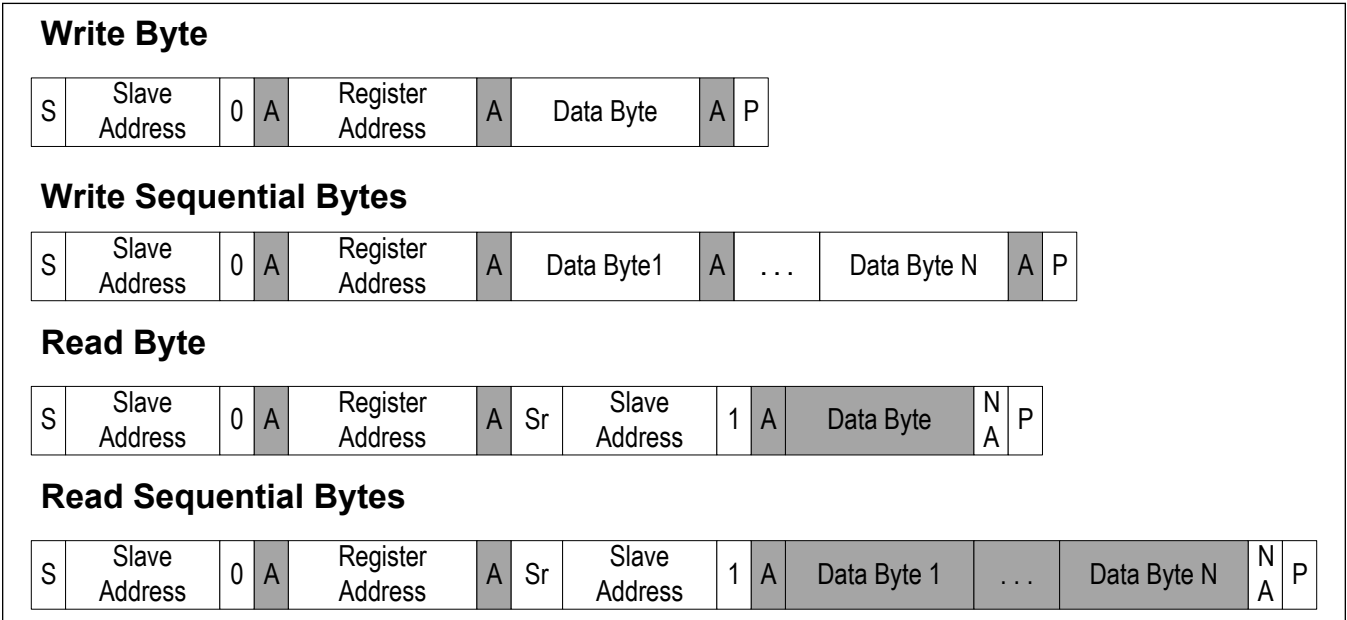 Write Byte
S Slave Address 0 A Register Address A Data Byte A P
Write Sequential Bytes
S Slave Address 0 A Register Address A Data Byte1 A . . . Data Byte N A P
Read Byte
S Slave Address 0 A Register Address A Sr Slave Address 1 A Data Byte NA P
Read Sequential Bytes
S Slave Address 0 A Register Address A Sr Slave Address 1 A Data Byte 1 . . . Data Byte N NA P